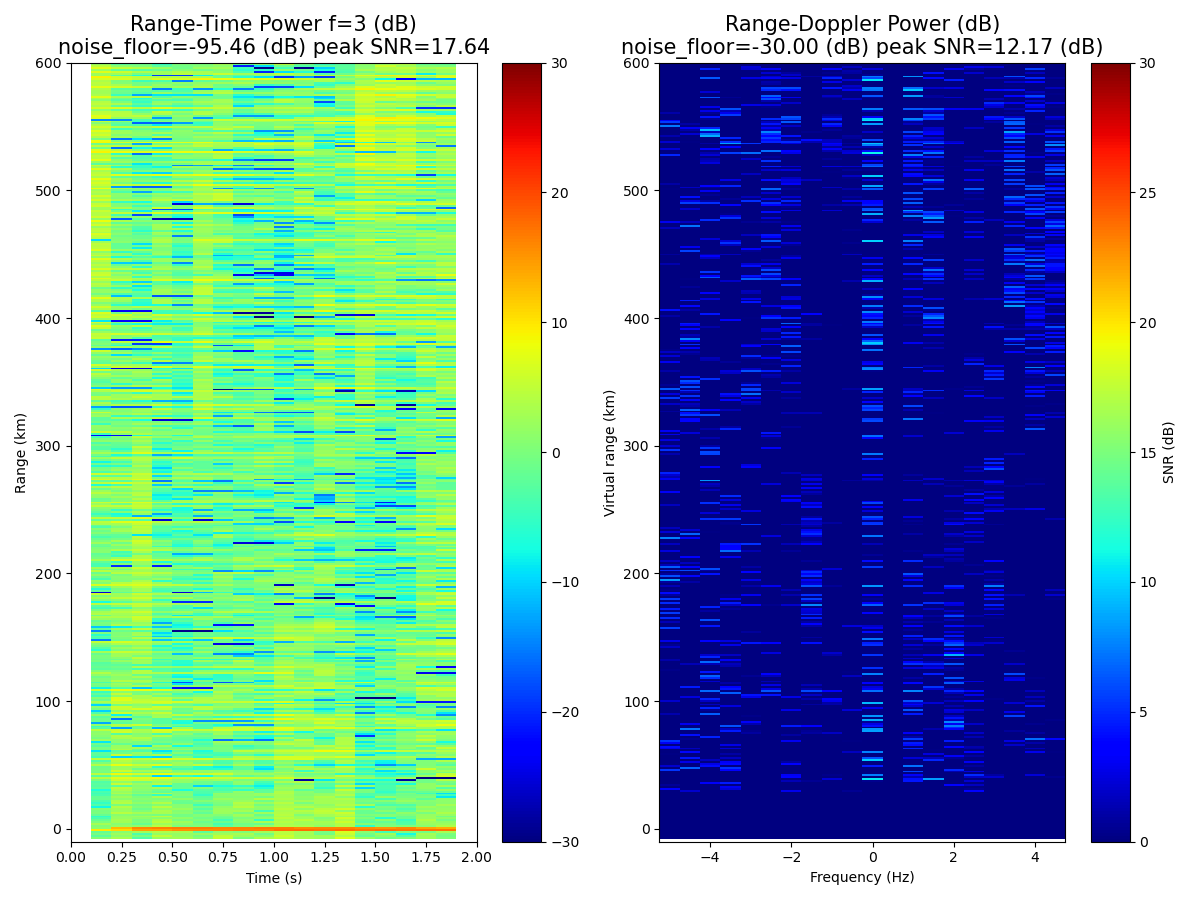 Range-Time Power f=3 (dB)
noise_floor=-95.46 (dB) peak SNR=17.64
Range (km)
600
500
400
300
200
100
0
0.00 0.25 0.50 0.75 1.00 1.25 1.50 1.75 2.00
Time (s)
30
20
10
0
−10
−20
−30
Range-Doppler Power (dB)
noise_floor=-30.00 (dB) peak SNR=12.17 (dB)
Virtual range (km)
600
500
400
300
200
100
0
−4 −2 0 2 4
Frequency (Hz)
30
25
20
15
10
5
0
SNR (dB)